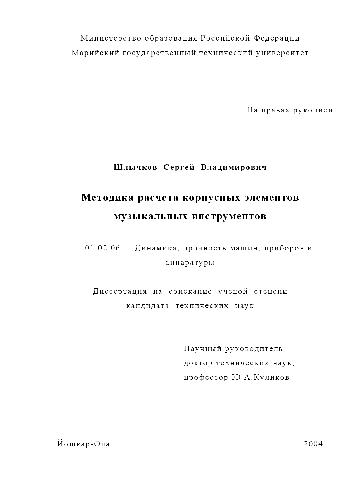 Министерство образования Российской Федерации
Марийский государственный технический университет
На правах рукописи
Шлычков Сергей Владимирович
Методика расчета корпусных элементов
музыкальных инструментов
01.02.06 Динамика, прочность машин, приборов и
аппаратуры
Диссертация на соискание ученой степени
кандидата технических наук
Научный руководитель
доктор технических наук,
профессор Ю.А.Куликов
Йошкар-Ола 2004